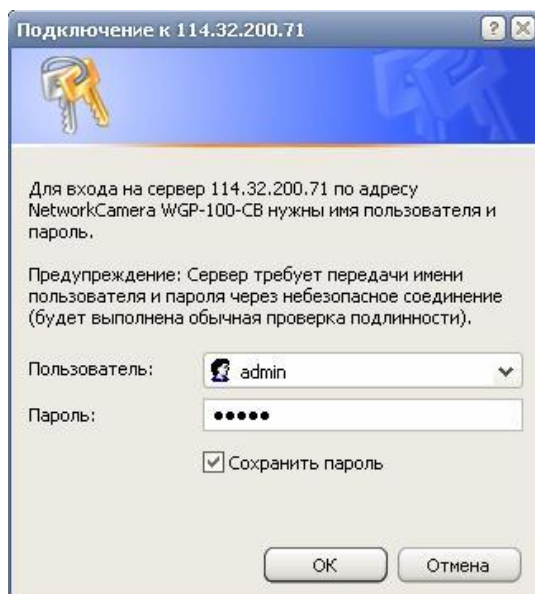 Подключение к 114.32.200.71
Для входа на сервер 114.32.200.71 по адресу
NetworkCamera WGP-100-CB нужны имя пользователя и
пароль.
Предупреждение: Сервер требует передачи имени
пользователя и пароля через небезопасное соединение
(будет выполнена обычная проверка подлинности).
Пользователь:
admin
Пароль:
•••••
Сохранить пароль
ОК
Отмена